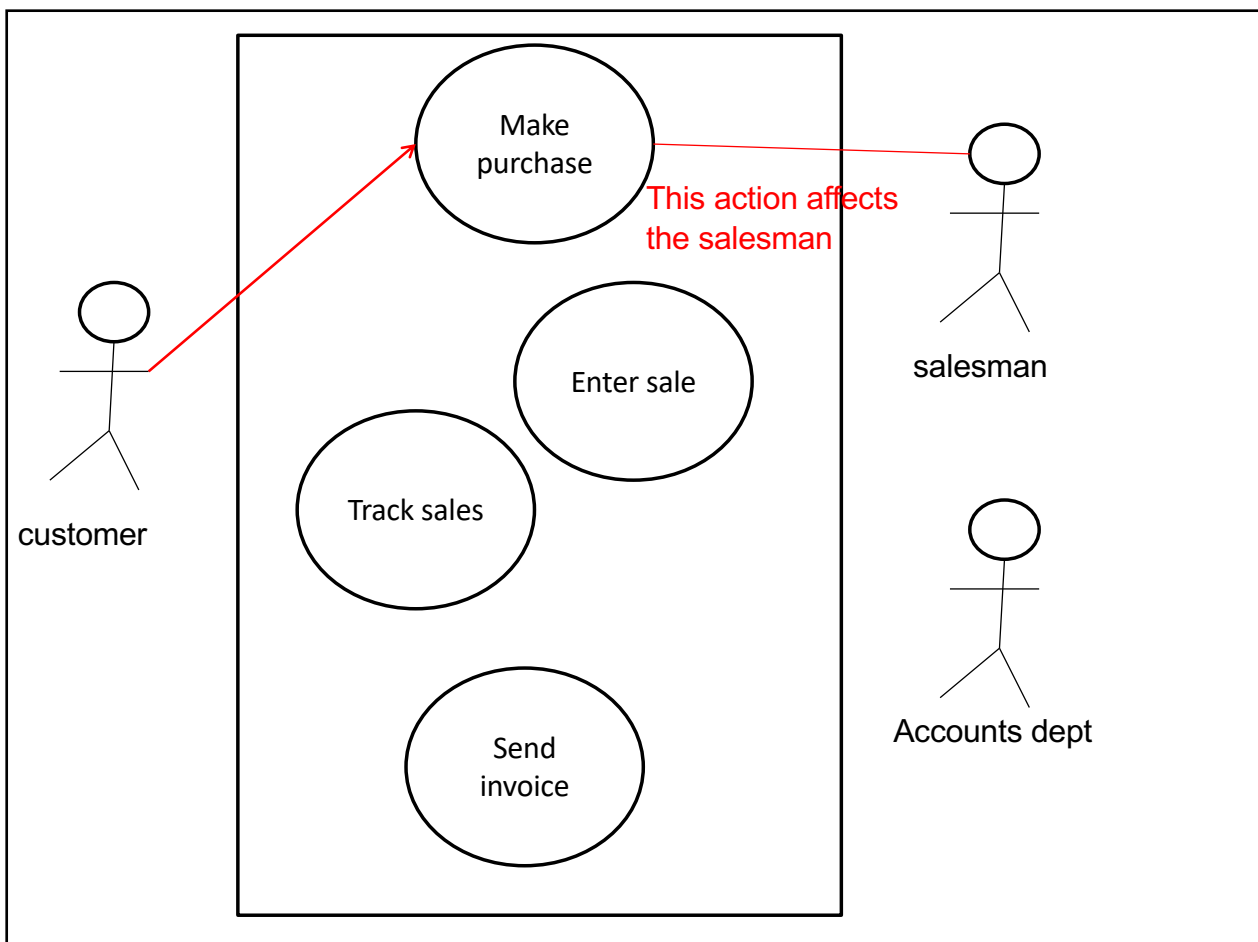 Make
purchase
This action affects
the salesman
salesman
Enter sale
Track sales
customer
Accounts dept
Send
invoice